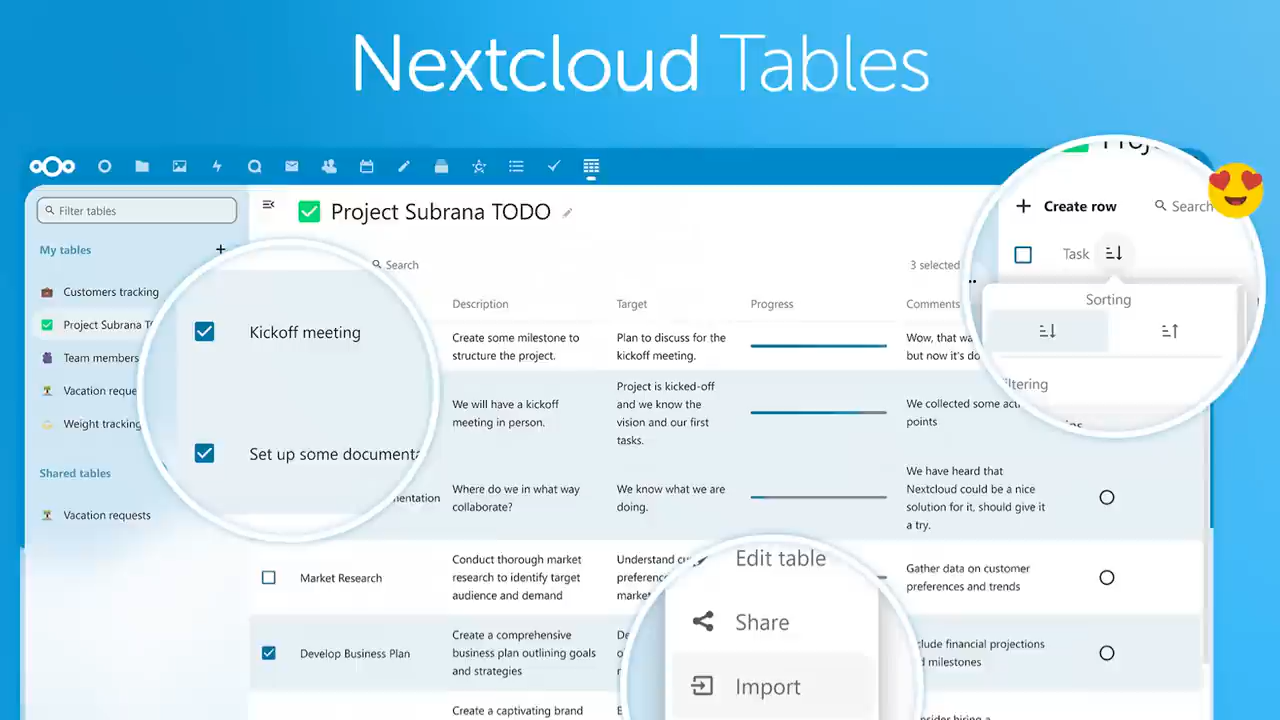 Nextcloud Tables
Filter tables
My tables
Customers tracking
Project Subrana
Team members
Vacation
Weight tracking
Shared tables
Vacation requests
Project Subrana TODO
Search
3 selected
Description
Target
Progress
Comments
Kickoff meeting
Set up some
Create some milestone to
structure the project.
Plan to discuss for the
kickoff meeting.
Wow, that
but now it's
We will have a kickoff
meeting in person.
Project is kicked-off
and we know the
vision and our first
tasks.
We collected some
points
Where do we in what way
collaborate?
We know what we are
doing.
We have heard that
Nextcloud could be a nice
solution for it, should give it
a try.
Market Research
Conduct thorough market
research to identify target
audience and demand
Understand
Gather data on customer
preferences and trends
Develop Business Plan
Create a comprehensive
business plan outlining goals
and strategies
financial projections
milestones
Create a captivating brand
Create row
Search
Task
Sorting
Edit table
Share
Import